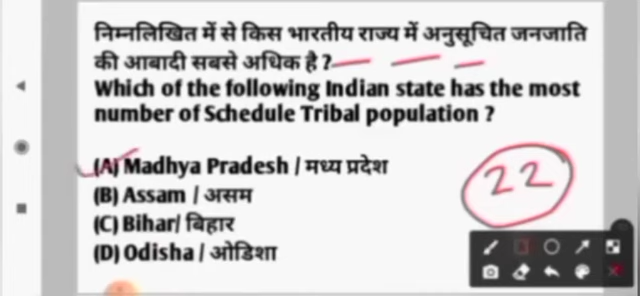 निम्नलिखित में से किस भारतीय राज्य में अनुसूचित जनजाति
की आबादी सबसे अधिक है ?
Which of the following Indian state has the most
number of Schedule Tribal population ?
(A) Madhya Pradesh / मध्य प्रदेश
(B) Assam / असम
(C) Bihar/ बिहार
(D) Odisha / ओडिशा
22